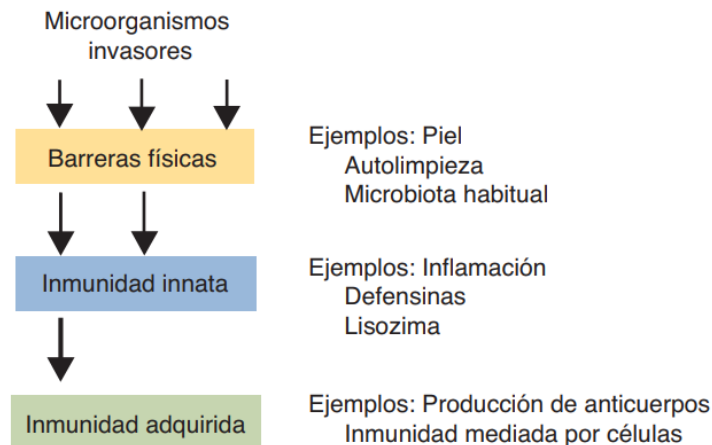 Microorganismos
invasores
Barreras físicas
Ejemplos: Piel
Autolimpieza
Microbiota habitual
Inmunidad innata
Ejemplos: Inflamación
Defensinas
Lisozima
Inmunidad adquirida
Ejemplos: Producción de anticuerpos
Inmunidad mediada por células